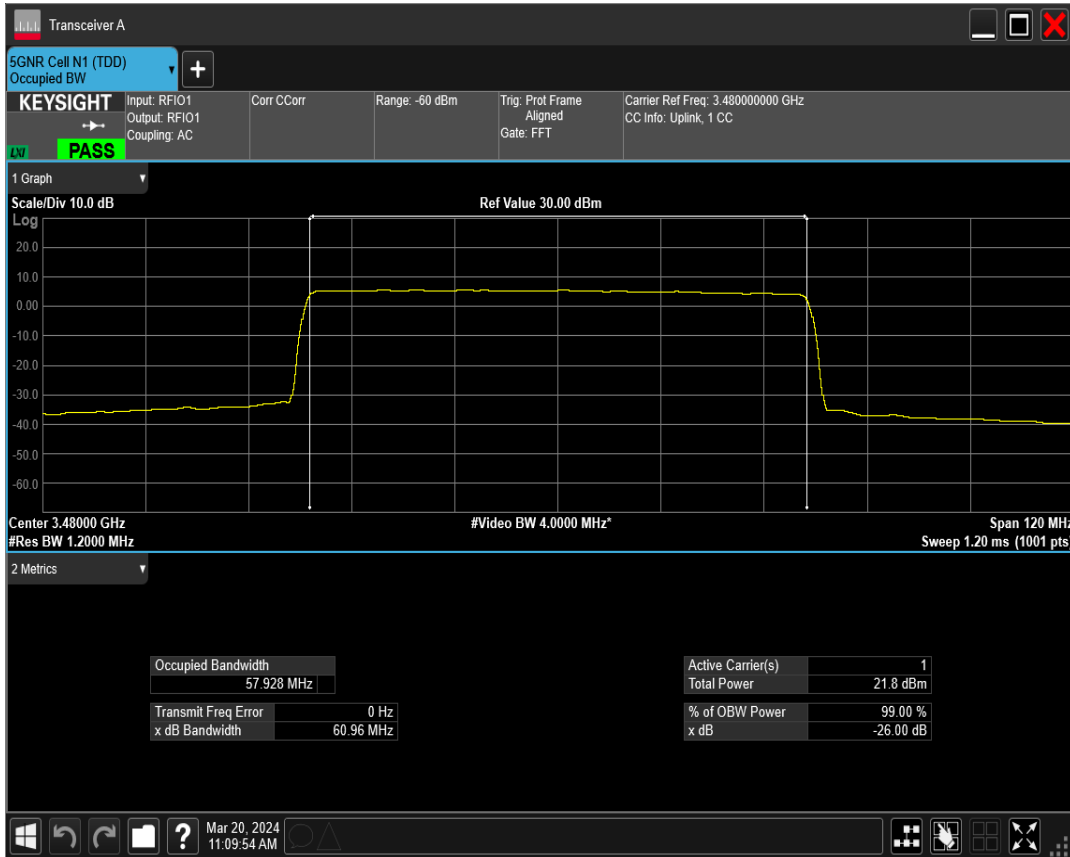 Transceiver A
5GNR Cell N1 (TDD)
Occupied BW
+
KEYSIGHT
LXI
PASS
Input: RFIO1
Output: RFIO1
Coupling: AC
Corr CCorr
Range: -60 dBm
Trig: Prot Frame
Aligned
Gate: FFT
Carrier Ref Freq: 3.480000000 GHz
CC Info: Uplink, 1 CC
1 Graph
Scale/Div 10.0 dB
Ref Value 30.00 dBm
Log
20.0
10.0
0.00
-10.0
-20.0
-30.0
-40.0
-50.0
-60.0
Center 3.48000 GHz
#Video BW 4.0000 MHz*
Span 120 MHz
#Res BW 1.2000 MHz
Sweep 1.20 ms (1001 pts)
2 Metrics
Occupied Bandwidth
57.928 MHz
Transmit Freq Error 0 Hz
x dB Bandwidth 60.96 MHz
Active Carrier(s) 1
Total Power 21.8 dBm
% of OBW Power 99.00 %
x dB -26.00 dB
?
Mar 20, 2024
11:09:54 AM